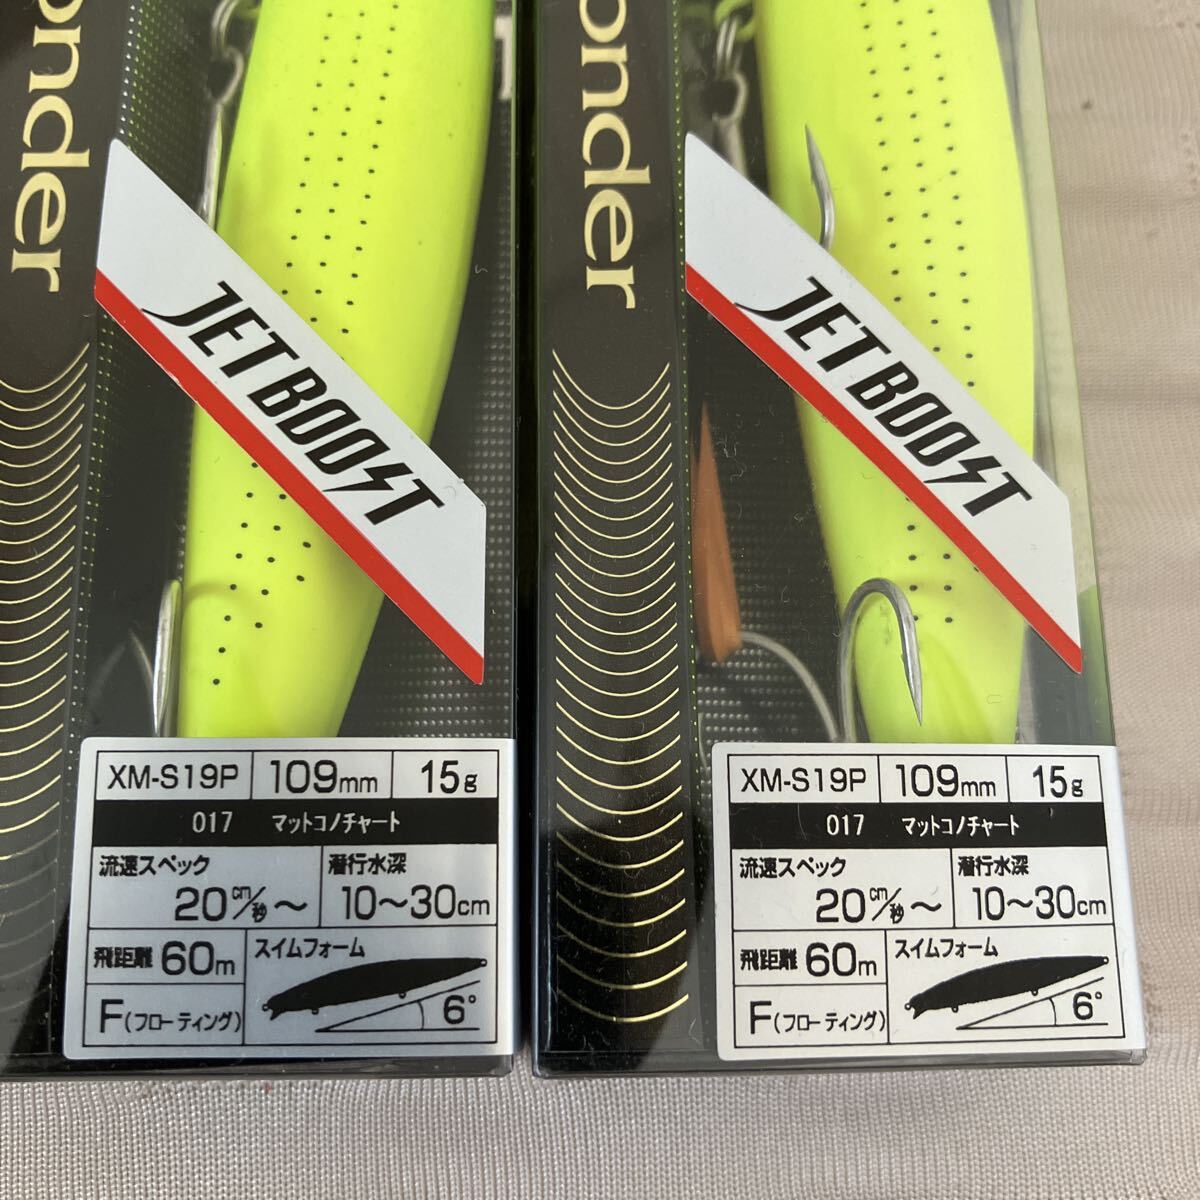 onder
JET BOOST
XM-S19P 109mm 15g
017 マットコノチャート
流速スペック 潜行水深
20cm/秒～ 10～30cm
飛距離 60m スイムフォーム
F(フローティング) 6°
onder
JET BOOST
XM-S19P 109mm 15g
017 マットコノチャート
流速スペック 潜行水深
20cm/秒～ 10～30cm
飛距離 60m スイムフォーム
F(フローティング) 6°